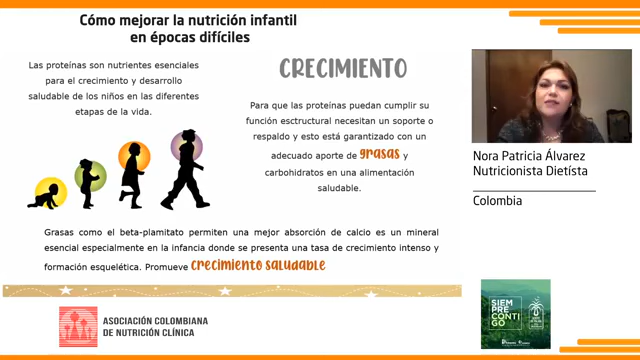 Cómo mejorar la nutrición infantil
en épocas difíciles
Las proteínas son nutrientes esenciales
para el crecimiento y desarrollo
saludable de los niños en las diferentes
etapas de la vida.
CRECIMIENTO
Para que las proteínas puedan cumplir su
función esctructural necesitan un soporte o
respaldo y esto está garantizado con un
adecuado aporte de grasas y
carbohidratos en una alimentación
saludable.
Grasas como el beta-plamitato permiten una mejor absorción de calcio es un mineral
esencial especialmente en la infancia donde se presenta una tasa de crecimiento intenso y
formación esquelética. Promueve crecimiento saludable
Nora Patricia Álvarez
Nutricionista Dietísta
Colombia
ASOCIACIÓN COLOMBIANA
DE NUTRICIÓN CLÍNICA
SIEM
PRE
CONTI
GO